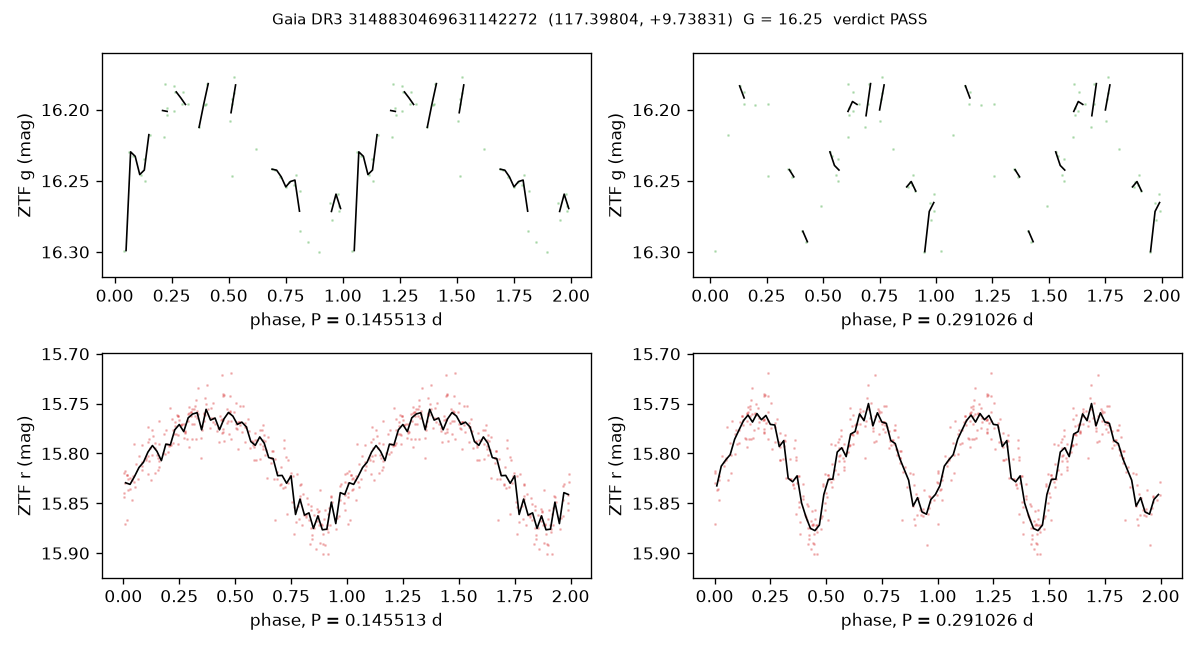 Gaia DR3 3148830469631142272 (117.39804, +9.73831) G = 16.25 verdict PASS
ZTF g (mag)
16.20
16.25
16.30
0.00 0.25 0.50 0.75 1.00 1.25 1.50 1.75 2.00
phase, P = 0.145513 d
ZTF g (mag)
16.20
16.25
16.30
0.00 0.25 0.50 0.75 1.00 1.25 1.50 1.75 2.00
phase, P = 0.291026 d
ZTF r (mag)
15.70
15.75
15.80
15.85
15.90
0.00 0.25 0.50 0.75 1.00 1.25 1.50 1.75 2.00
phase, P = 0.145513 d
ZTF r (mag)
15.70
15.75
15.80
15.85
15.90
0.00 0.25 0.50 0.75 1.00 1.25 1.50 1.75 2.00
phase, P = 0.291026 d